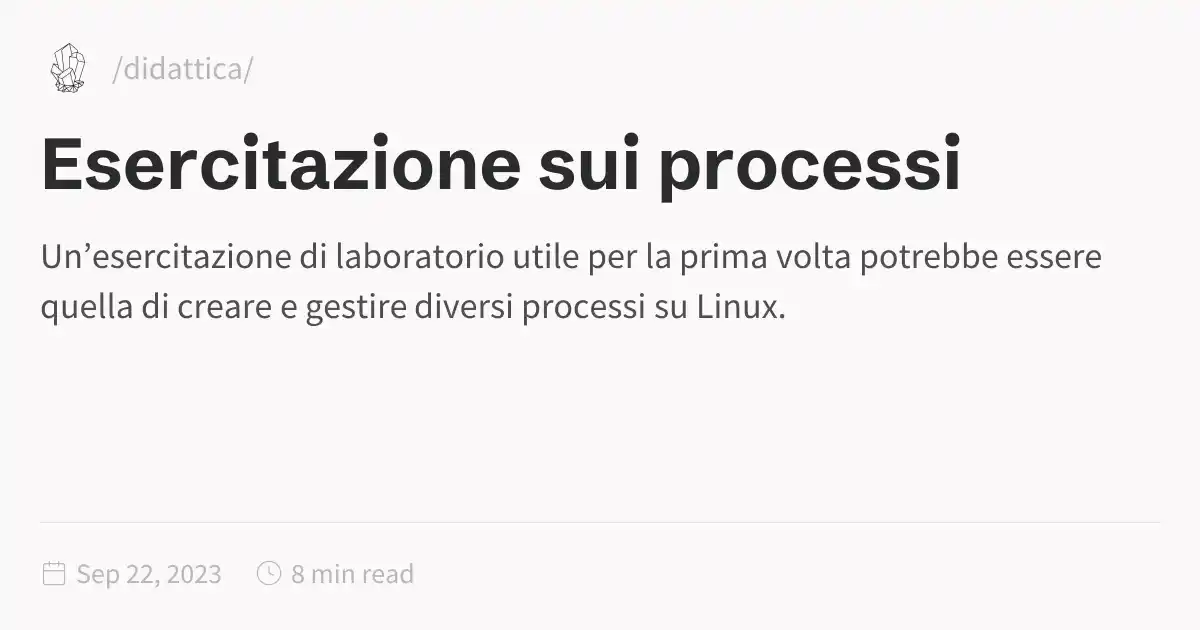 /didattica/
Esercitazione sui processi
Un’esercitazione di laboratorio utile per la prima volta potrebbe essere
quella di creare e gestire diversi processi su Linux.
Sep 22, 2023
8 min read